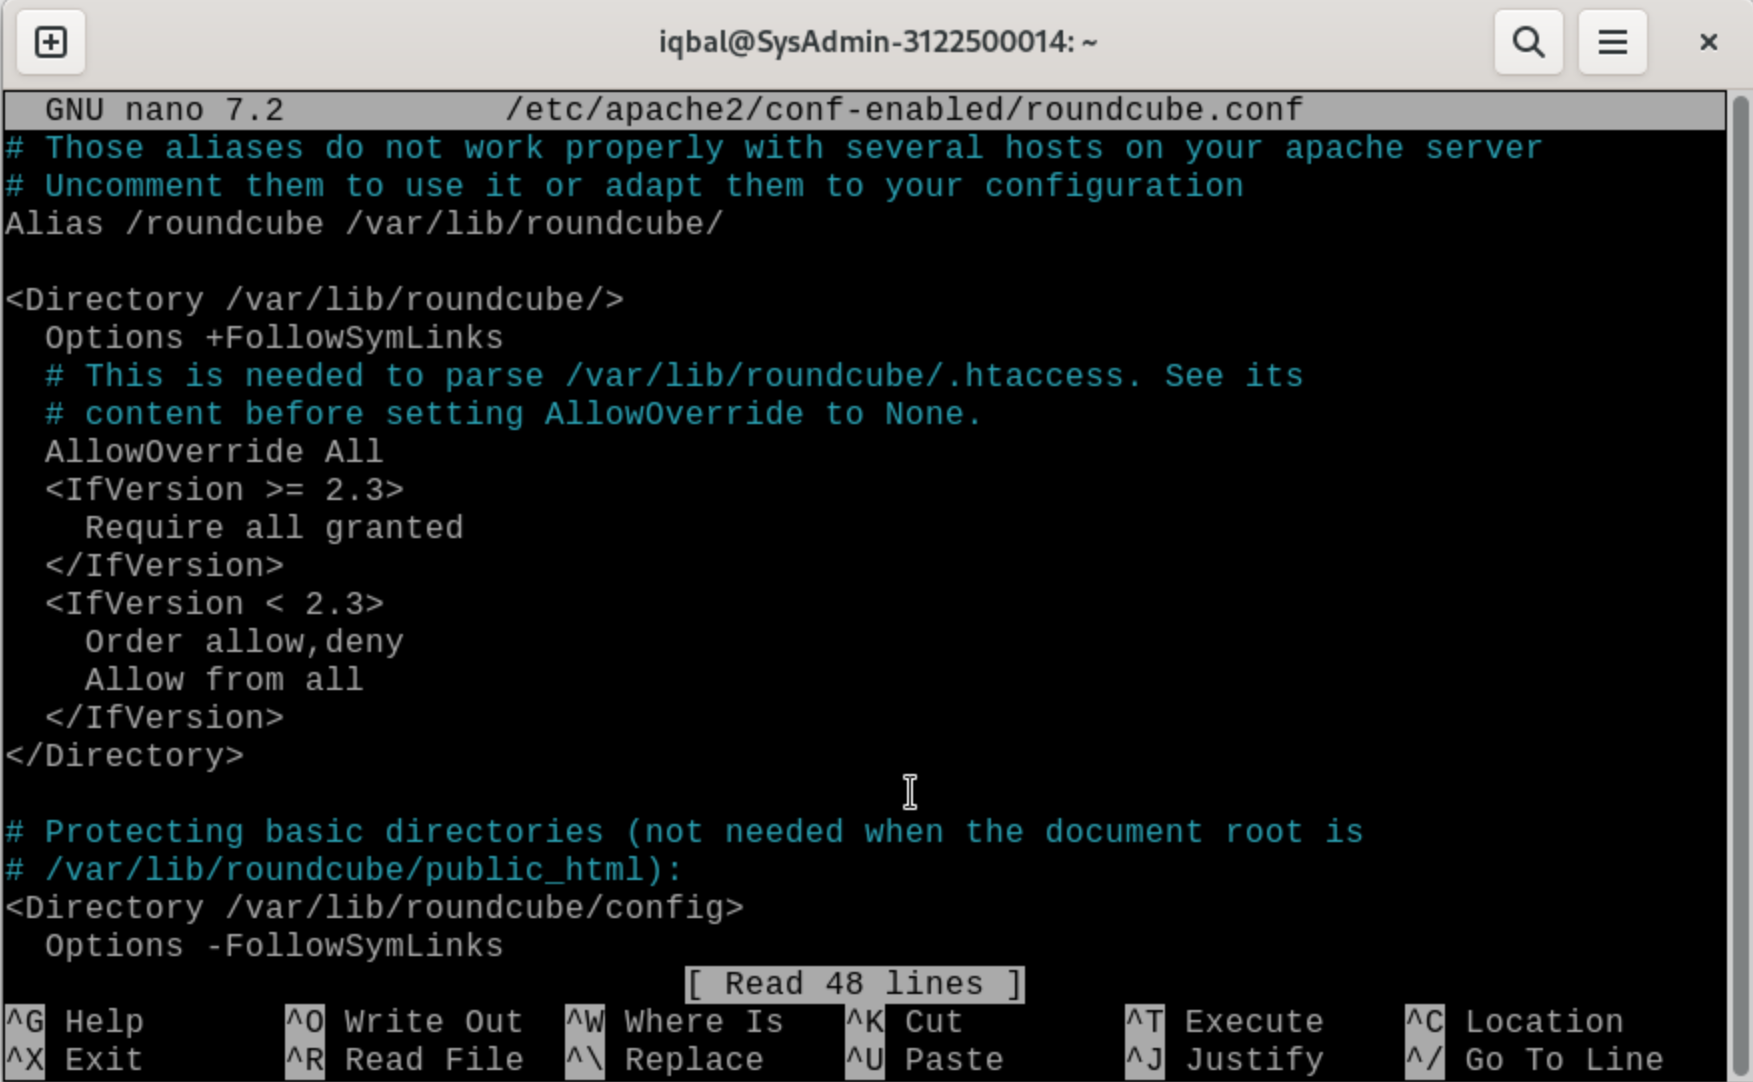 iqbal@SysAdmin-3122500014: ~
GNU nano 7.2 /etc/apache2/conf-enabled/roundcube.conf
# Those aliases do not work properly with several hosts on your apache server
# Uncomment them to use it or adapt them to your configuration
Alias /roundcube /var/lib/roundcube/

<Directory /var/lib/roundcube/>
  Options +FollowSymLinks
  # This is needed to parse /var/lib/roundcube/.htaccess. See its
  # content before setting AllowOverride to None.
  AllowOverride All
  <IfVersion >= 2.3>
    Require all granted
  </IfVersion>
  <IfVersion < 2.3>
    Order allow,deny
    Allow from all
  </IfVersion>
</Directory>

# Protecting basic directories (not needed when the document root is
# /var/lib/roundcube/public_html):
<Directory /var/lib/roundcube/config>
  Options -FollowSymLinks
[ Read 48 lines ]
^G Help ^O Write Out ^W Where Is ^K Cut ^T Execute ^C Location
^X Exit ^R Read File ^\ Replace ^U Paste ^J Justify ^/ Go To Line